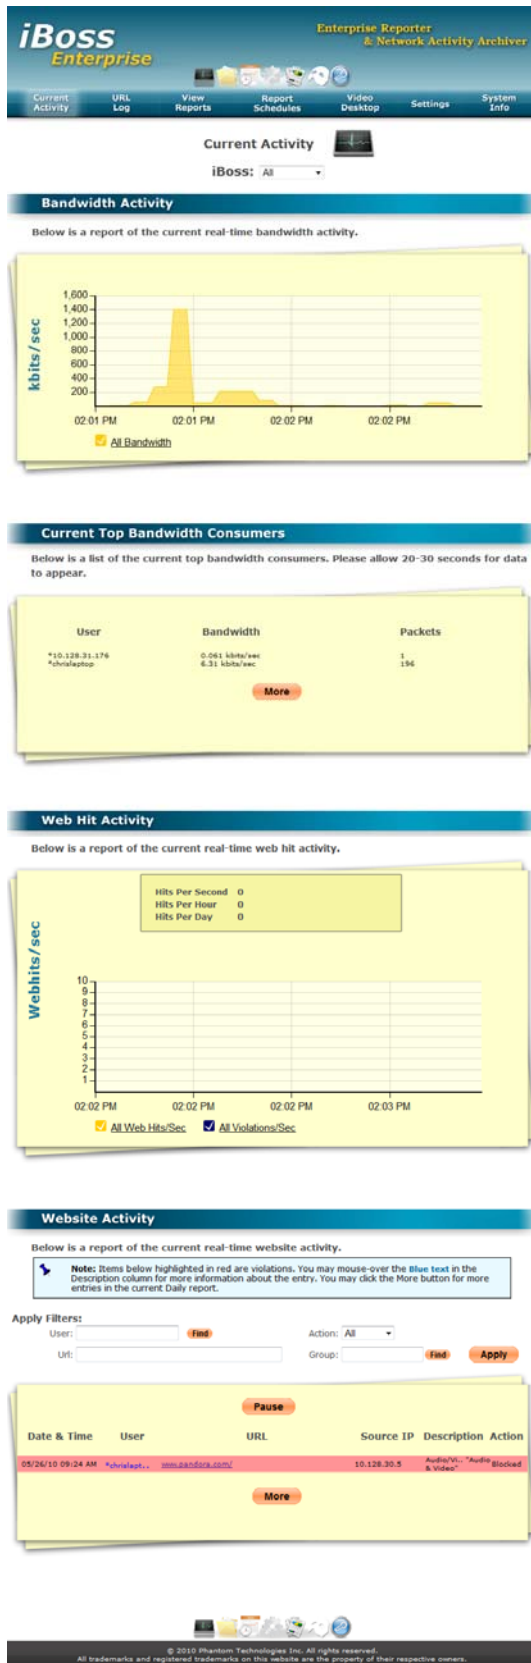 iBoss
Enterprise
Enterprise Reporter
& Network Activity Archiver
Current Activity
URL Log
View Reports
Report Schedules
Video Desktop
Settings
System Info
Current Activity
iBoss: All
Bandwidth Activity
Below is a report of the current real-time bandwidth activity.
kbits/sec
1,600
1,400
1,200
1,000
800
600
400
200
02:01 PM 02:01 PM 02:02 PM 02:02 PM
All Bandwidth
Current Top Bandwidth Consumers
Below is a list of the current top bandwidth consumers. Please allow 20-30 seconds for data
to appear.
User Bandwidth Packets
*10.128.31.176 0.061 kbits/sec 1
*chrislaptop 6.31 kbits/sec 196
More
Web Hit Activity
Below is a report of the current real-time web hit activity.
Hits Per Second 0
Hits Per Hour 0
Hits Per Day 0
Webhits/sec
10
9
8
7
6
5
4
3
2
1
02:02 PM 02:02 PM 02:02 PM 02:03 PM
All Web Hits/Sec All Violations/Sec
Website Activity
Below is a report of the current real-time website activity.
Note: Items below highlighted in red are violations. You may mouse-over the Blue text in the
Description column for more information about the entry. You may click the More button for more
entries in the current Daily report.
Apply Filters:
User: Find Action: All
Url: Group: Find Apply
Pause
Date & Time User URL Source IP Description Action
05/26/10 09:24 AM *chrislapt.. www.pandora.com/ 10.128.30.5 Audio/Vi.. "Audio & Video" Blocked
More
© 2010 Phantom Technologies Inc. All rights reserved.
All trademarks and registered trademarks on this website are the property of their respective owners.